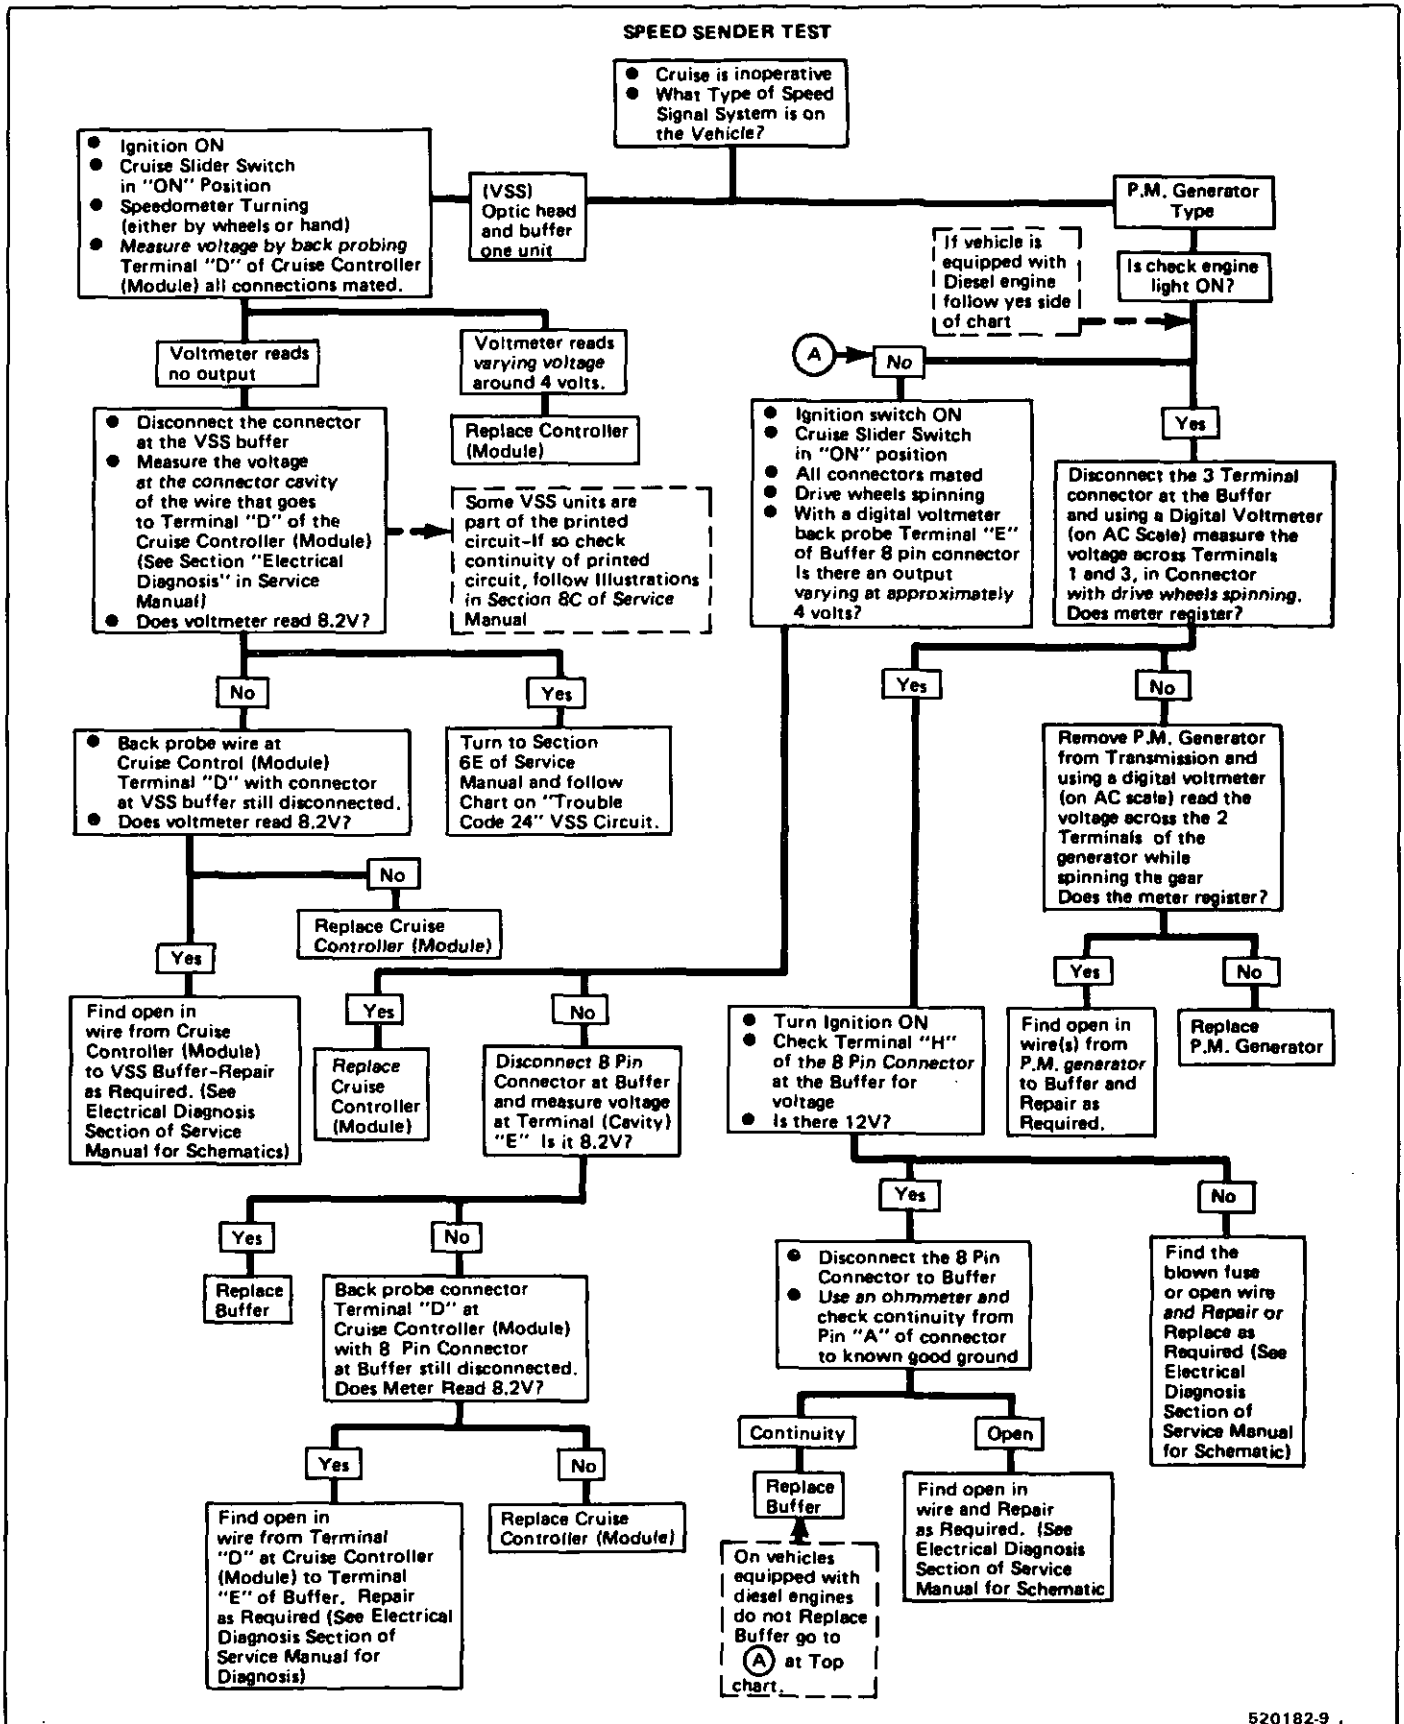 SPEED SENDER TEST
● Cruise is inoperative
● What Type of Speed
Signal System is on
the Vehicle?
● Ignition ON
● Cruise Slider Switch
in "ON" Position
● Speedometer Turning
(either by wheels or hand)
● Measure voltage by back probing
Terminal "D" of Cruise Controller
(Module) all connections mated.
(VSS)
Optic head
and buffer
one unit
P.M. Generator
Type
If vehicle is
equipped with
Diesel engine
follow yes side
of chart
Is check engine
light ON?
Voltmeter reads
no output
Voltmeter reads
varying voltage
around 4 volts.
A
No
Yes
● Disconnect the connector
at the VSS buffer
● Measure the voltage
at the connector cavity
of the wire that goes
to Terminal "D" of the
Cruise Controller (Module)
(See Section "Electrical
Diagnosis" in Service
Manual)
● Does voltmeter read 8.2V?
Replace Controller
(Module)
Some VSS units are
part of the printed
circuit-If so check
continuity of printed
circuit, follow Illustrations
in Section 8C of Service
Manual
● Ignition switch ON
● Cruise Slider Switch
in "ON" position
● All connectors mated
● Drive wheels spinning
● With a digital voltmeter
back probe Terminal "E"
of Buffer 8 pin connector
Is there an output
varying at approximately
4 volts?
Disconnect the 3 Terminal
connector at the Buffer
and using a Digital Voltmeter
(on AC Scale) measure the
voltage across Terminals
1 and 3, in Connector
with drive wheels spinning.
Does meter register?
No
Yes
Yes
No
● Back probe wire at
Cruise Control (Module)
Terminal "D" with connector
at VSS buffer still disconnected.
● Does voltmeter read 8.2V?
Turn to Section
6E of Service
Manual and follow
Chart on "Trouble
Code 24" VSS Circuit.
Remove P.M. Generator
from Transmission and
using a digital voltmeter
(on AC scale) read the
voltage across the 2
Terminals of the
generator while
spinning the gear
Does the meter register?
No
Replace Cruise
Controller (Module)
Yes
Yes
No
Yes
No
Find open in
wire from Cruise
Controller (Module)
to VSS Buffer-Repair
as Required. (See
Electrical Diagnosis
Section of Service
Manual for Schematics)
Replace
Cruise
Controller
(Module)
Disconnect 8 Pin
Connector at Buffer
and measure voltage
at Terminal (Cavity)
"E" Is it 8.2V?
● Turn Ignition ON
● Check Terminal "H"
of the 8 Pin Connector
at the Buffer for
voltage
● Is there 12V?
Find open in
wire(s) from
P.M. generator
to Buffer and
Repair as
Required.
Replace
P.M. Generator
Yes
No
Yes
No
Replace
Buffer
Back probe connector
Terminal "D" at
Cruise Controller (Module)
with 8 Pin Connector
at Buffer still disconnected.
Does Meter Read 8.2V?
● Disconnect the 8 Pin
Connector to Buffer
● Use an ohmmeter and
check continuity from
Pin "A" of connector
to known good ground
Find the
blown fuse
or open wire
and Repair or
Replace as
Required (See
Electrical
Diagnosis
Section of
Service Manual
for Schematic)
Yes
No
Continuity
Open
Find open in
wire from Terminal
"D" at Cruise Controller
(Module) to Terminal
"E" of Buffer. Repair
as Required (See Electrical
Diagnosis Section of
Service Manual for
Diagnosis)
Replace Cruise
Controller (Module)
Replace
Buffer
Find open in
wire and Repair
as Required. (See
Electrical Diagnosis
Section of Service
Manual for Schematic
On vehicles
equipped with
diesel engines
do not Replace
Buffer go to
A at Top
chart.
520182-9